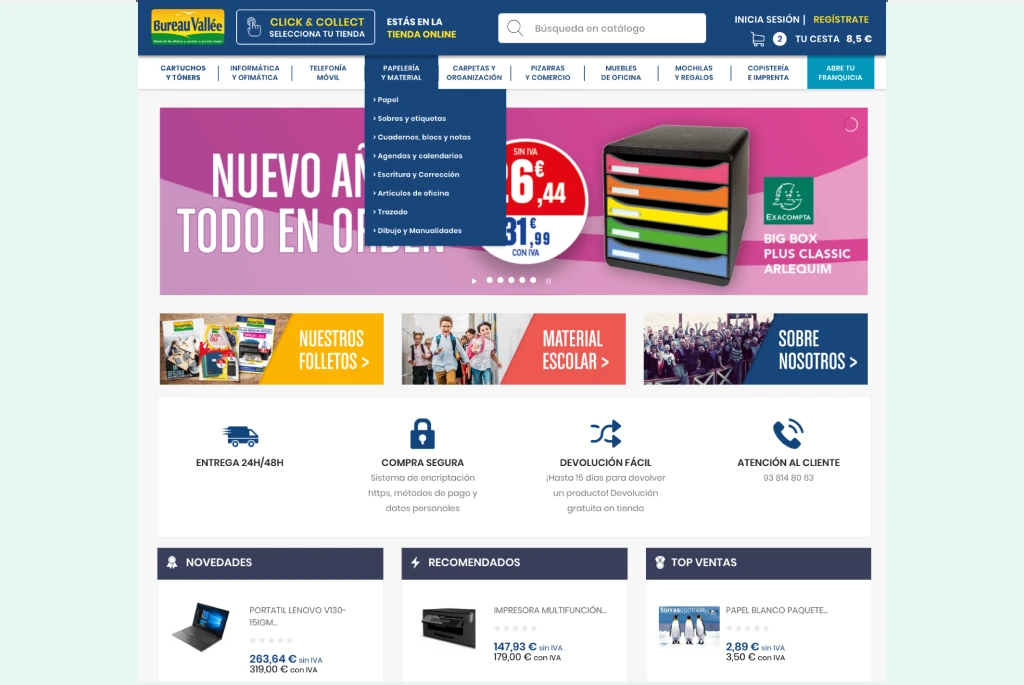 Bureau Vallée
CLICK & COLLECT
SELECCIONA TU TIENDA
ESTÁS EN LA
TIENDA ONLINE
Búsqueda en catálogo
INICIA SESIÓN | REGÍSTRATE
2 TU CESTA 8,5 €
CARTUCHOS
Y TÓNERS
INFORMÁTICA
Y OFIMÁTICA
TELEFONÍA
MÓVIL
PAPELERÍA
Y MATERIAL
CARPETAS Y
ORGANIZACIÓN
PIZARRAS
Y COMERCIO
MUEBLES
DE OFICINA
MOCHILAS
Y REGALOS
COPISTERÍA
E IMPRENTA
ABRE TU
FRANQUICIA
> Papel
> Sobres y etiquetas
> Cuadernos, blocs y notas
> Agendas y calendarios
> Escritura y Corrección
> Artículos de oficina
> Trazado
> Dibujo y Manualidades
NUEVO AÑ
TODO EN ORDEN
SIN IVA
6,44 €
31,99 €
CON IVA
EXACOMPTA
BIG BOX
PLUS CLASSIC
ARLEQUIM
NUESTROS
FOLLETOS >
MATERIAL
ESCOLAR >
SOBRE
NOSOTROS >
ENTREGA 24H/48H
COMPRA SEGURA
Sistema de encriptación
https, métodos de pago y
datos personales
DEVOLUCIÓN FÁCIL
¡Hasta 15 días para devolver
un producto! Devolución
gratuita en tienda
ATENCIÓN AL CLIENTE
93 814 80 63
NOVEDADES
PORTATIL LENOVO V130-
15IGM...
263,64 € sin IVA
319,00 € con IVA
RECOMENDADOS
IMPRESORA MULTIFUNCIÓN...
147,93 € sin IVA
179,00 € con IVA
TOP VENTAS
torrascontrast
PAPEL BLANCO PAQUETE...
2,89 € sin IVA
3,50 € con IVA